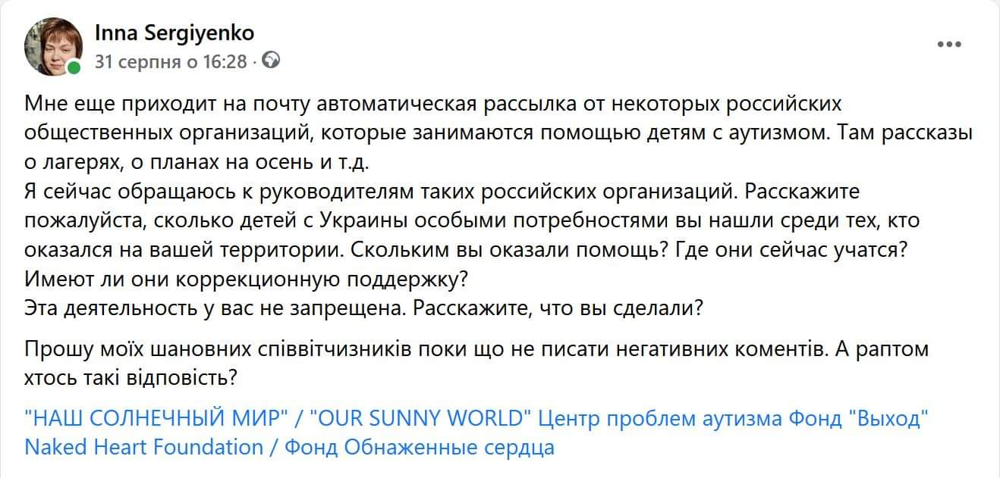 Inna Sergiyenko
31 серпня о 16:28 ·
Мне еще приходит на почту автоматическая рассылка от некоторых российских
общественных организаций, которые занимаются помощью детям с аутизмом. Там рассказы
о лагерях, о планах на осень и т.д.
Я сейчас обращаюсь к руководителям таких российских организаций. Расскажите
пожалуйста, сколько детей с Украины особыми потребностями вы нашли среди тех, кто
оказался на вашей территории. Скольким вы оказали помощь? Где они сейчас учатся?
Имеют ли они коррекционную поддержку?
Эта деятельность у вас не запрещена. Расскажите, что вы сделали?
Прошу моїх шановних співвітчизників поки що не писати негативних коментів. А раптом
хтось такі відповість?
"НАШ СОЛНЕЧНЫЙ МИР" / "OUR SUNNY WORLD" Центр проблем аутизма Фонд "Выход"
Naked Heart Foundation / Фонд Обнаженные сердца